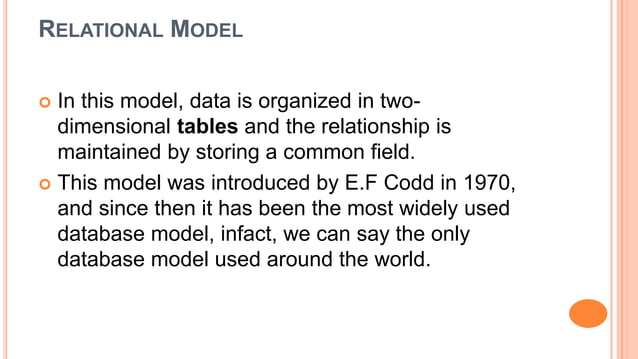 RELATIONAL MODEL
In this model, data is organized in two-
dimensional tables and the relationship is
maintained by storing a common field.
This model was introduced by E.F Codd in 1970,
and since then it has been the most widely used
database model, infact, we can say the only
database model used around the world.